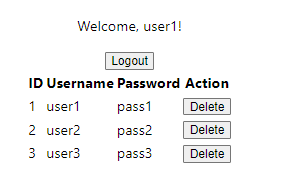 Welcome, user1!
Logout
ID Username Password Action
1 user1 pass1 Delete
2 user2 pass2 Delete
3 user3 pass3 Delete